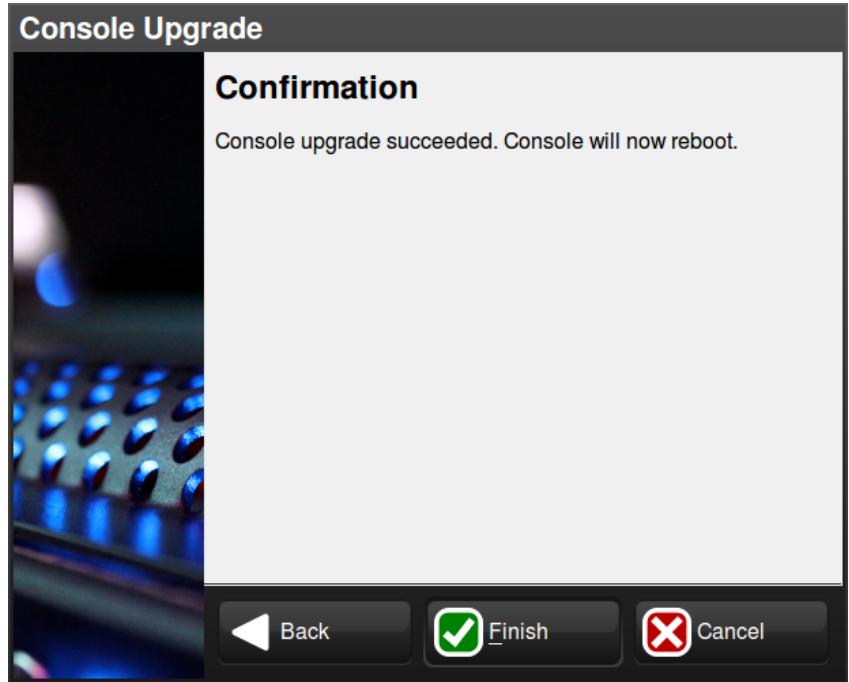 Console Upgrade
Confirmation
Console upgrade succeeded. Console will now reboot.
Back
Finish
Cancel